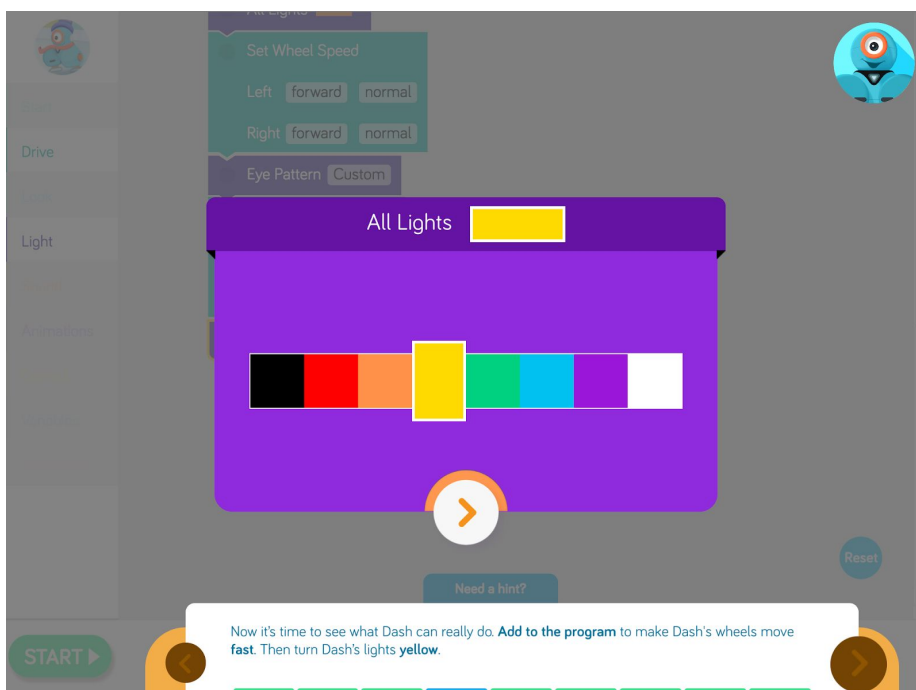 All Lights
Set Wheel Speed
Left forward normal
Right forward normal
Drive
Eye Pattern Custom
All Lights
Light
Animations
Reset
Need a hint?
Now it's time to see what Dash can really do. Add to the program to make Dash's wheels move
fast. Then turn Dash's lights yellow.
START